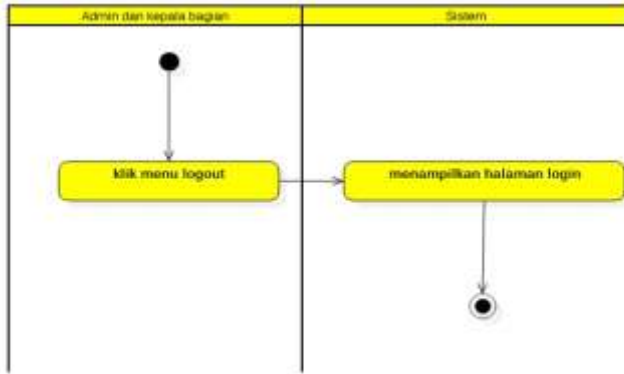 Admin dan kepala bagian
Sistem
klik menu logout
menampilkan halaman login